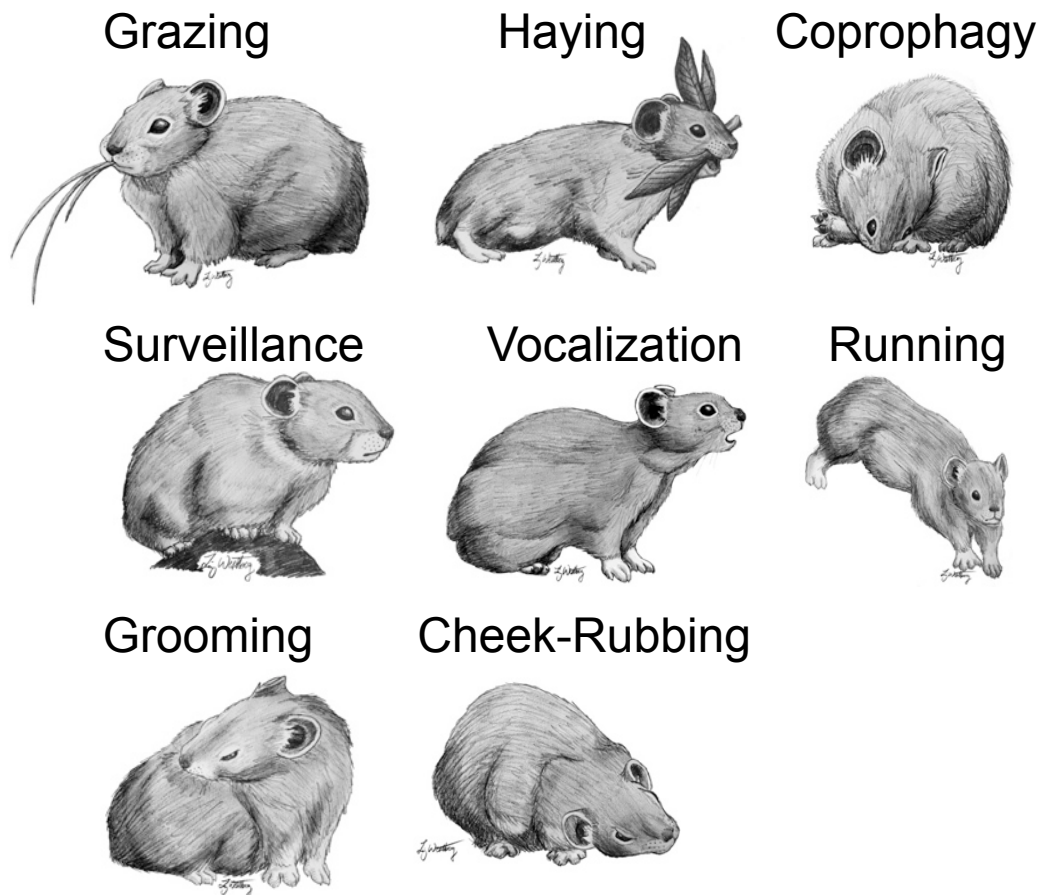 Grazing
Haying
Coprophagy
Surveillance
Vocalization
Running
Grooming
Cheek-Rubbing